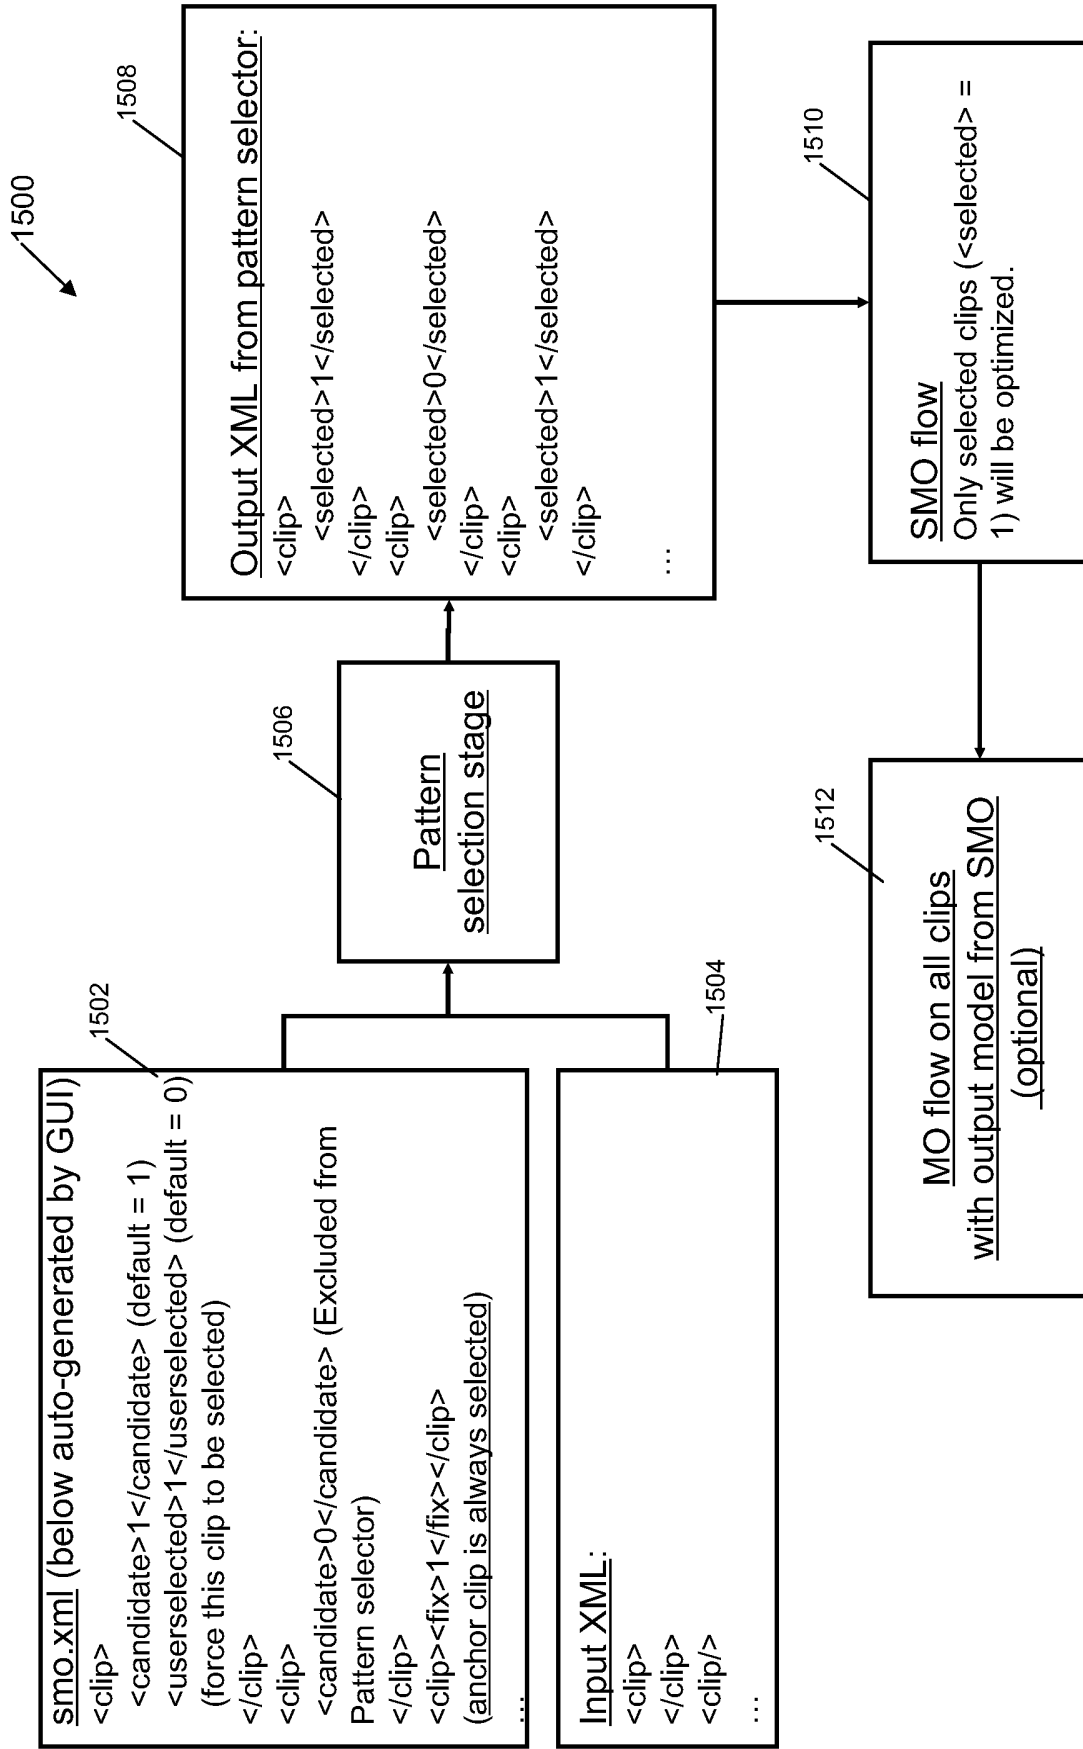 1500
1502
smo.xml (below auto-generated by GUI)
<clip>
<candidate>1</candidate> (default = 1)
<userselected>1</userselected> (default = 0)
(force this clip to be selected)
</clip>
<clip>
<candidate>0</candidate> (Excluded from
Pattern selector)
</clip>
<clip><fix>1</fix></clip>
(anchor clip is always selected)
...
1504
Input XML:
<clip>
</clip>
<clip/>
...
1506
Pattern
selection stage
1508
Output XML from pattern selector:
<clip>
<selected>1</selected>
</clip>
<clip>
<selected>0</selected>
</clip>
<clip>
<selected>1</selected>
</clip>
...
1510
SMO flow
Only selected clips (<selected> =
1) will be optimized.
1512
MO flow on all clips
with output model from SMO
(optional)